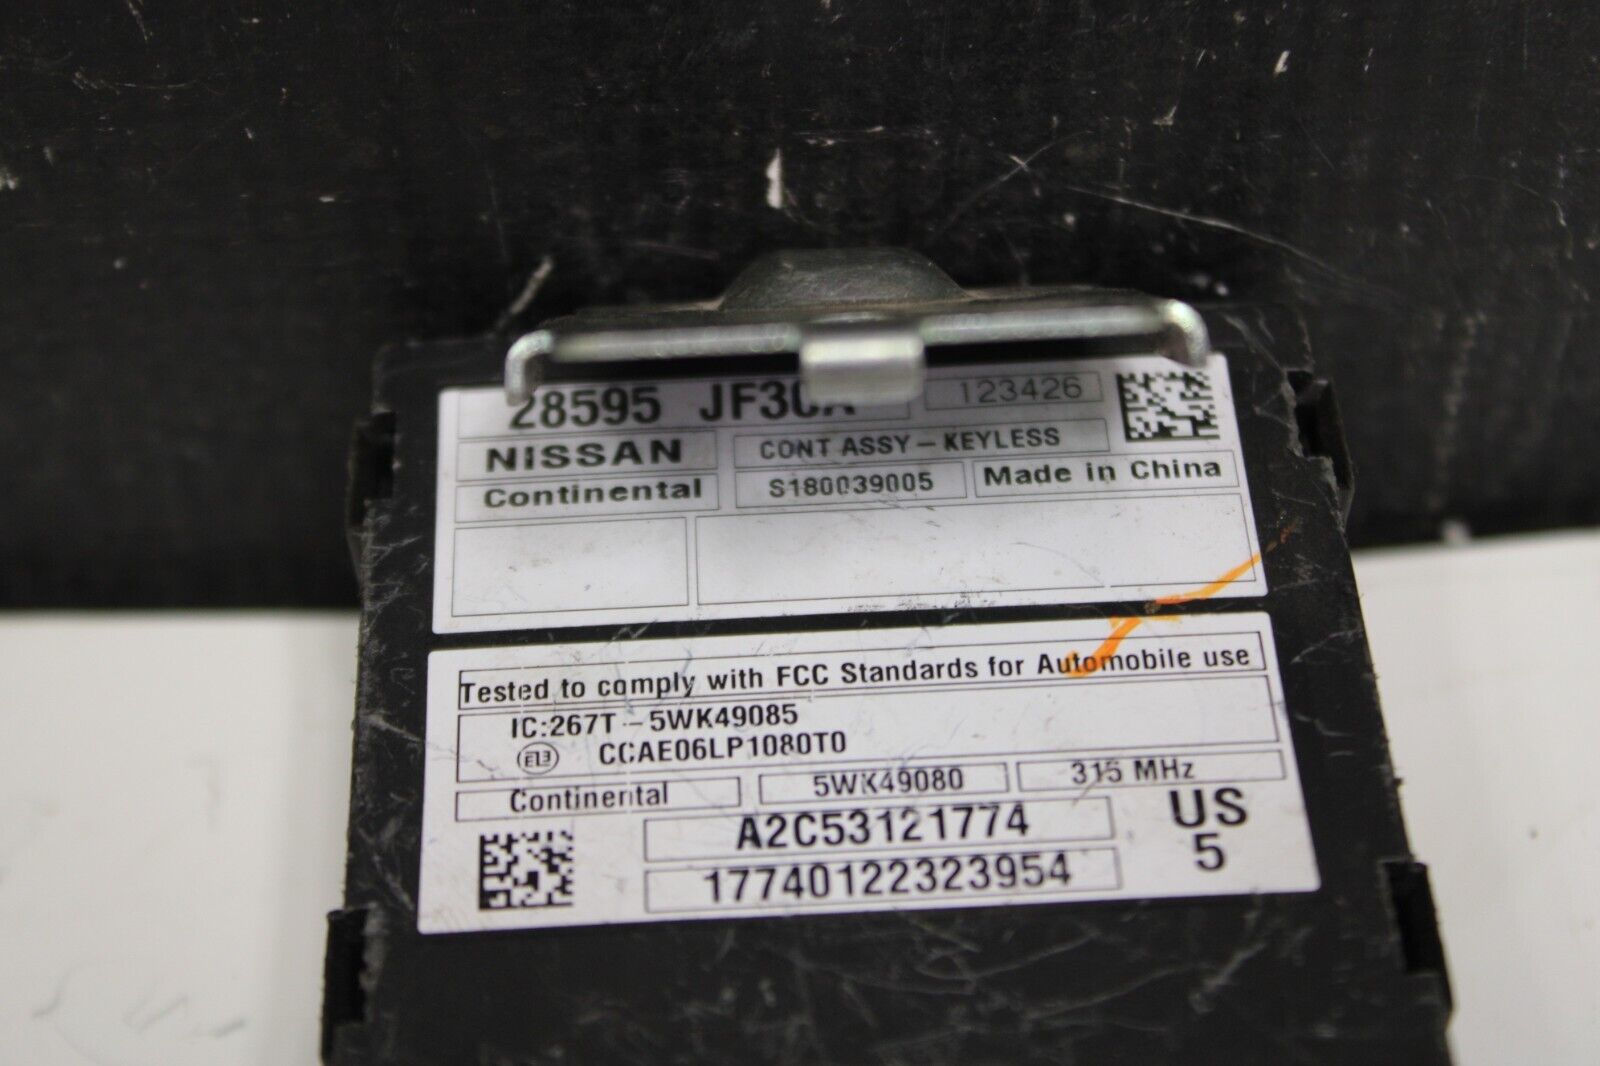 28595
123426
NISSAN CONT ASSY - KEYLESS
Continental S180039005 Made in China
Tested to comply with FCC Standards for Automobile use
IC:267T - 5WK49085
E13 CCAE06LP1080T0
Continental 5WK49080 315 MHz
A2C53121774 US
17740122323954 5